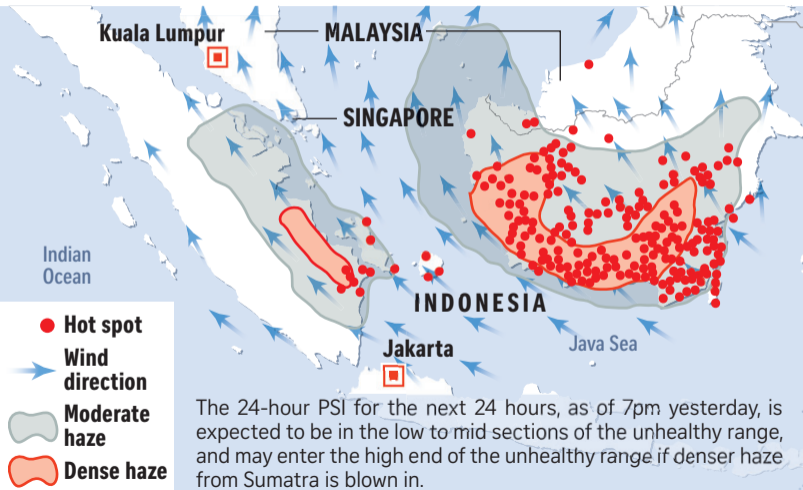 Kuala Lumpur
MALAYSIA
SINGAPORE
Indian
Ocean
INDONESIA
Java Sea
Jakarta
Hot spot
Wind
direction
Moderate
haze
Dense haze
The 24-hour PSI for the next 24 hours, as of 7pm yesterday, is
expected to be in the low to mid sections of the unhealthy range,
and may enter the high end of the unhealthy range if denser haze
from Sumatra is blown in.